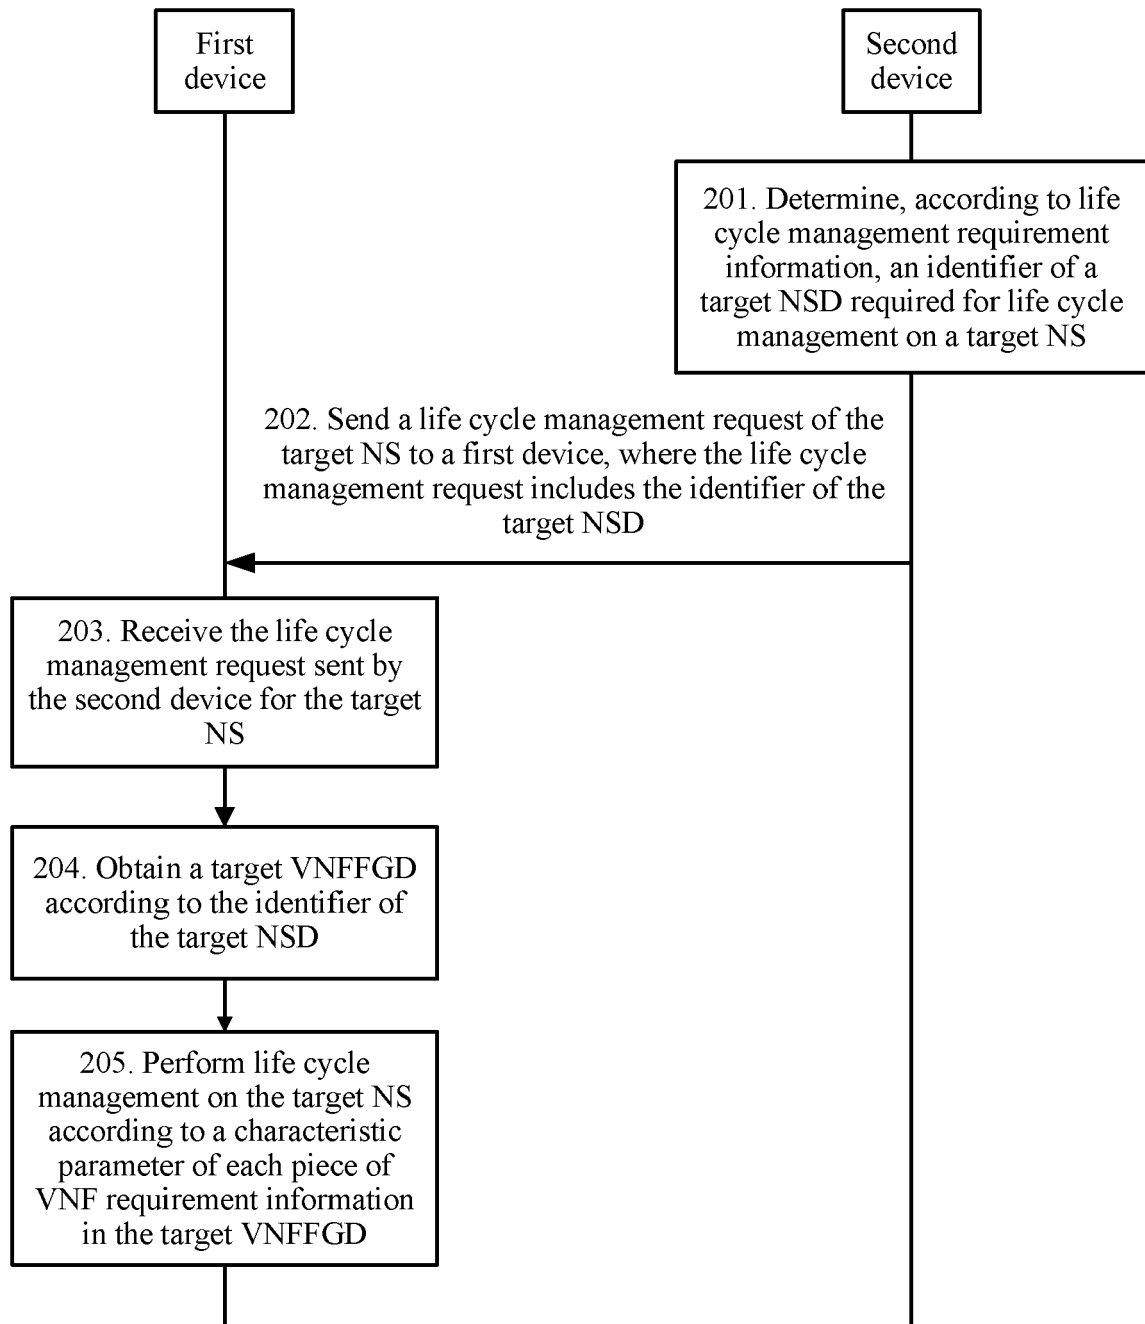 First
device
Second
device
201. Determine, according to life
cycle management requirement
information, an identifier of a
target NSD required for life cycle
management on a target NS
202. Send a life cycle management request of the
target NS to a first device, where the life cycle
management request includes the identifier of the
target NSD
203. Receive the life cycle
management request sent by
the second device for the target
NS
204. Obtain a target VNFFGD
according to the identifier of
the target NSD
205. Perform life cycle
management on the target NS
according to a characteristic
parameter of each piece of
VNF requirement information
in the target VNFFGD